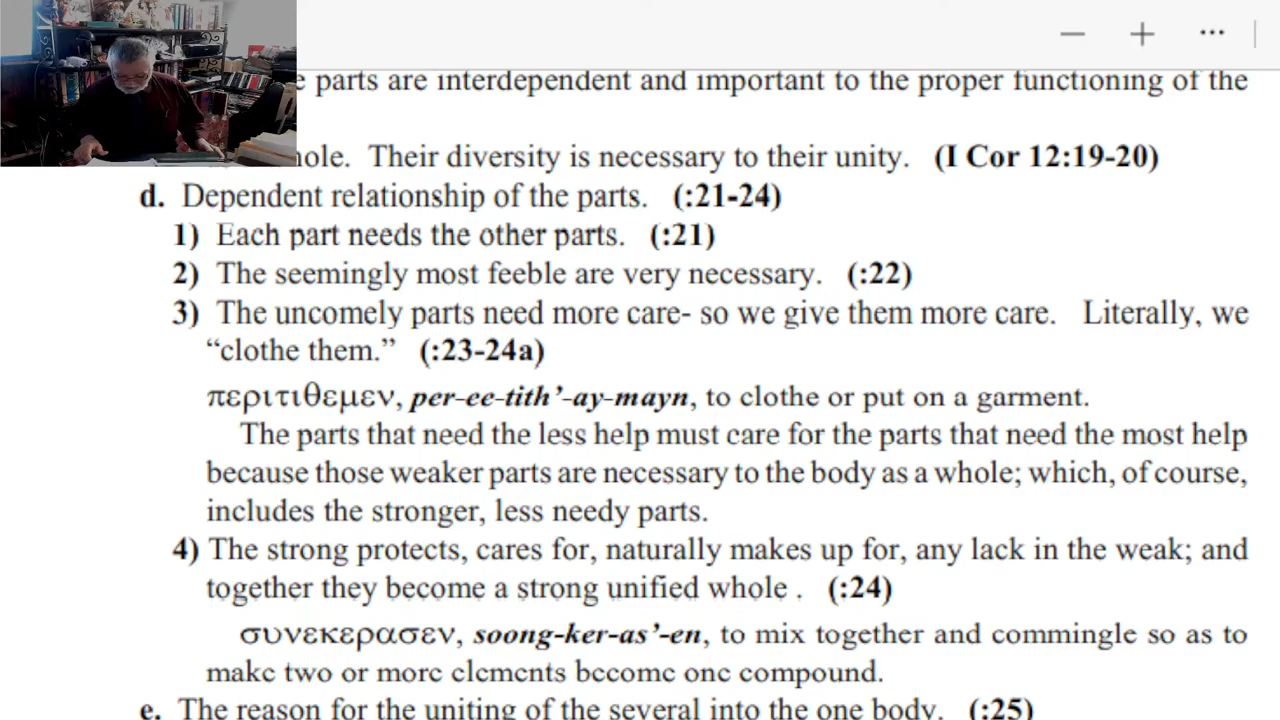 parts are interdependent and important to the proper functioning of the
Their diversity is necessary to their unity. (I Cor 12:19-20)
d. Dependent relationship of the parts. (:21-24)
1) Each part needs the other parts. (:21)
2) The seemingly most feeble are very necessary. (:22)
3) The uncomely parts need more care- so we give them more care. Literally, we
“clothe them.” (:23-24a)
περιτιθεμεν, per-ee-tith’-ay-mayn, to clothe or put on a garment.
The parts that need the less help must care for the parts that need the most help
because those weaker parts are necessary to the body as a whole; which, of course,
includes the stronger, less needy parts.
4) The strong protects, cares for, naturally makes up for, any lack in the weak; and
together they become a strong unified whole . (:24)
συνεκερασεν, soong-ker-as’-en, to mix together and commingle so as to
make two or more elements become one compound.
e. The reason for the uniting of the several into the one body. (:25)